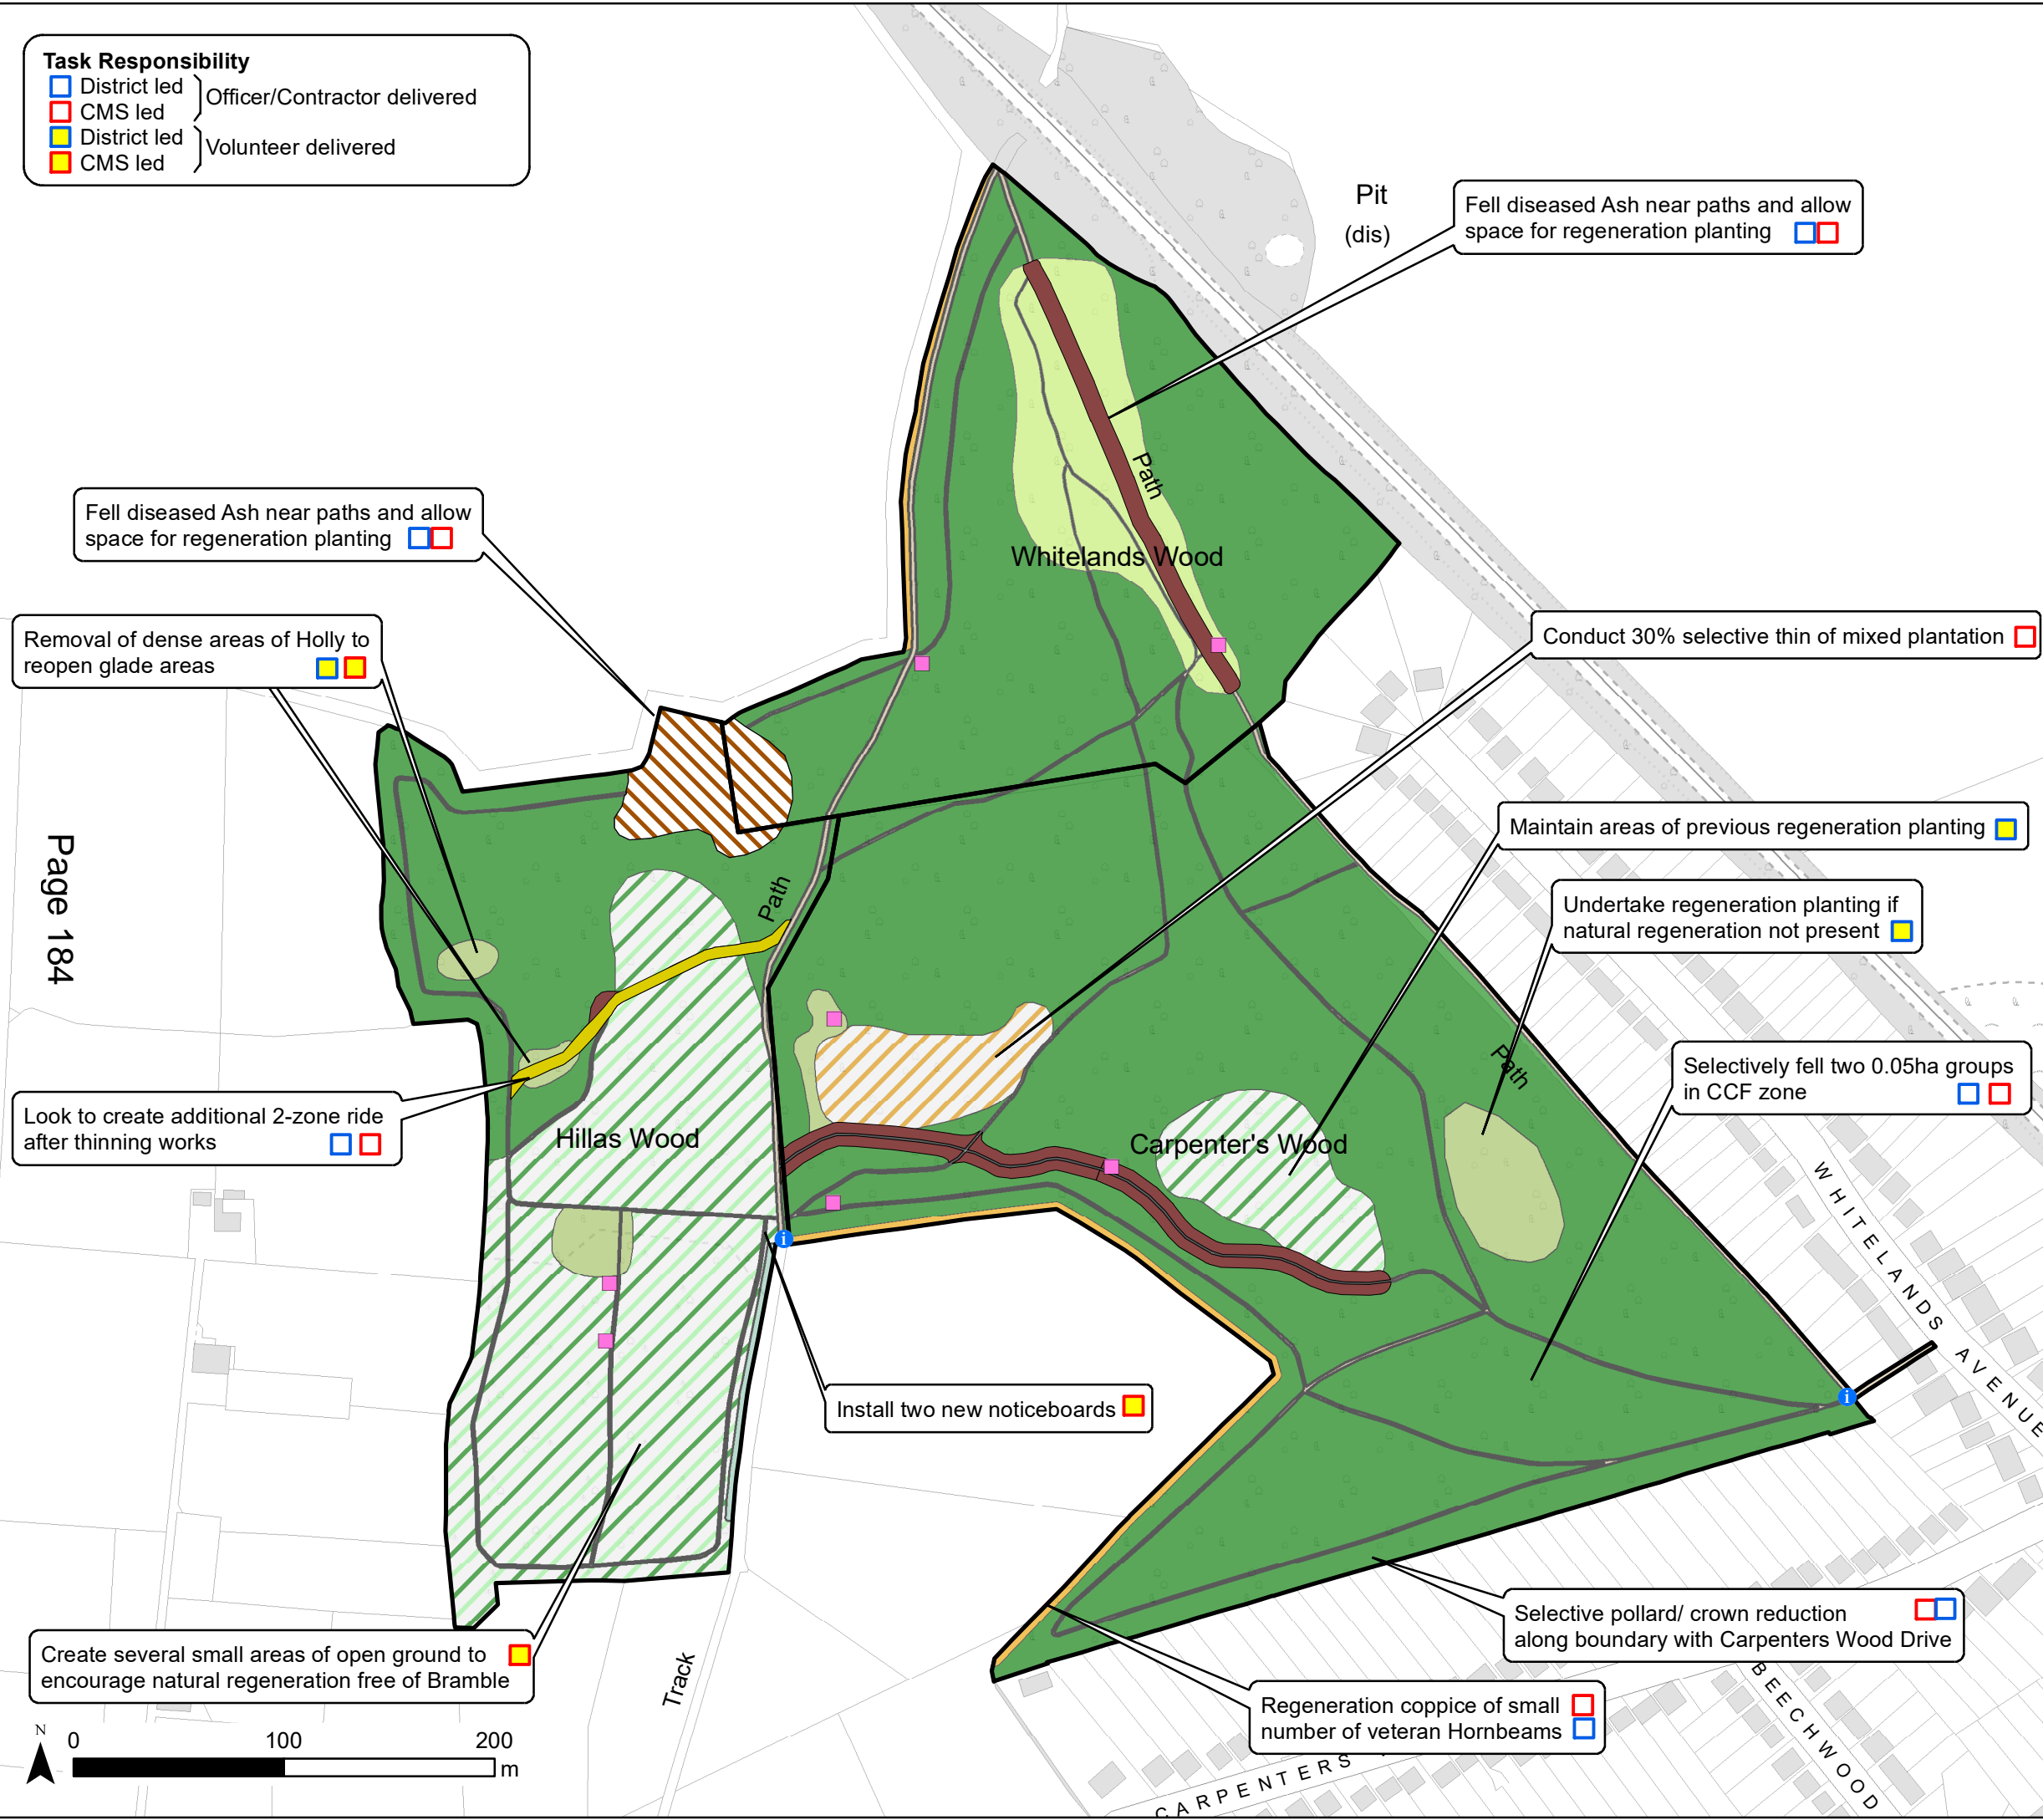 Task Responsibility
District led
CMS led
Officer/Contractor delivered
District led
CMS led
Volunteer delivered
Pit
(dis)
Fell diseased Ash near paths and allow
space for regeneration planting
Path
Whitelands Wood
Fell diseased Ash near paths and allow
space for regeneration planting
Removal of dense areas of Holly to
reopen glade areas
Conduct 30% selective thin of mixed plantation
Maintain areas of previous regeneration planting
Page 184
Path
Undertake regeneration planting if
natural regeneration not present
Path
Selectively fell two 0.05ha groups
in CCF zone
Look to create additional 2-zone ride
after thinning works
Hillas Wood
Carpenter's Wood
WHITELANDS AVENUE
i
i
Install two new noticeboards
Selective pollard/ crown reduction
along boundary with Carpenters Wood Drive
Create several small areas of open ground to
encourage natural regeneration free of Bramble
Track
Regeneration coppice of small
number of veteran Hornbeams
BEECHWOOD
CARPENTERS
N
0 100 200
m